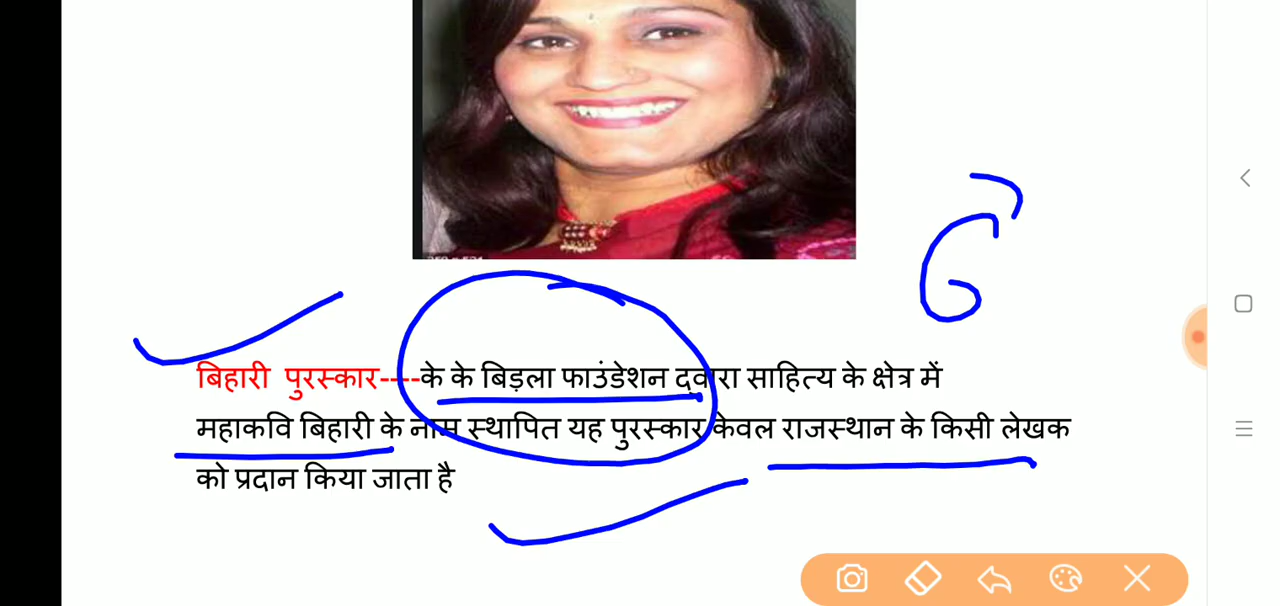 बिहारी पुरस्कार----के के बिड़ला फाउंडेशन द्वारा साहित्य के क्षेत्र में
महाकवि बिहारी के नाम स्थापित यह पुरस्कार केवल राजस्थान के किसी लेखक
को प्रदान किया जाता है